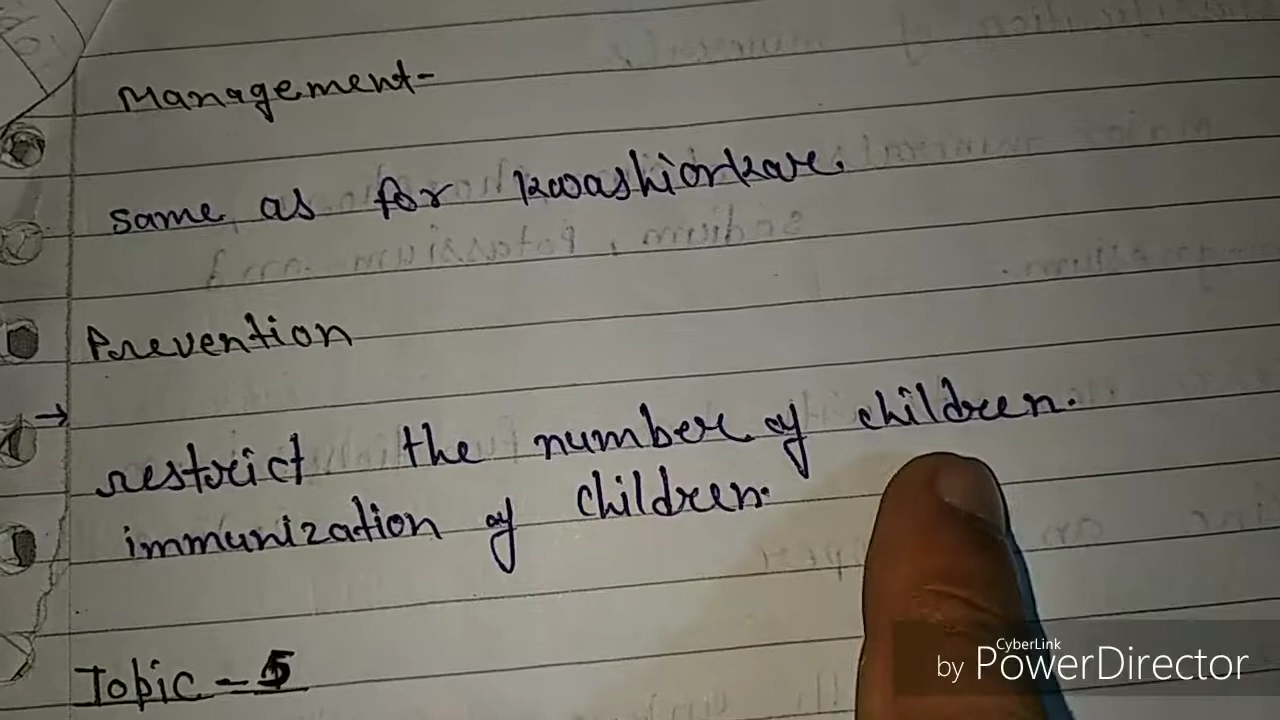 Management-
same as for kwashiorkar.
Prevention
→
restrict the number of children.
immunization of children.
Topic - 5
CyberLink
by PowerDirector